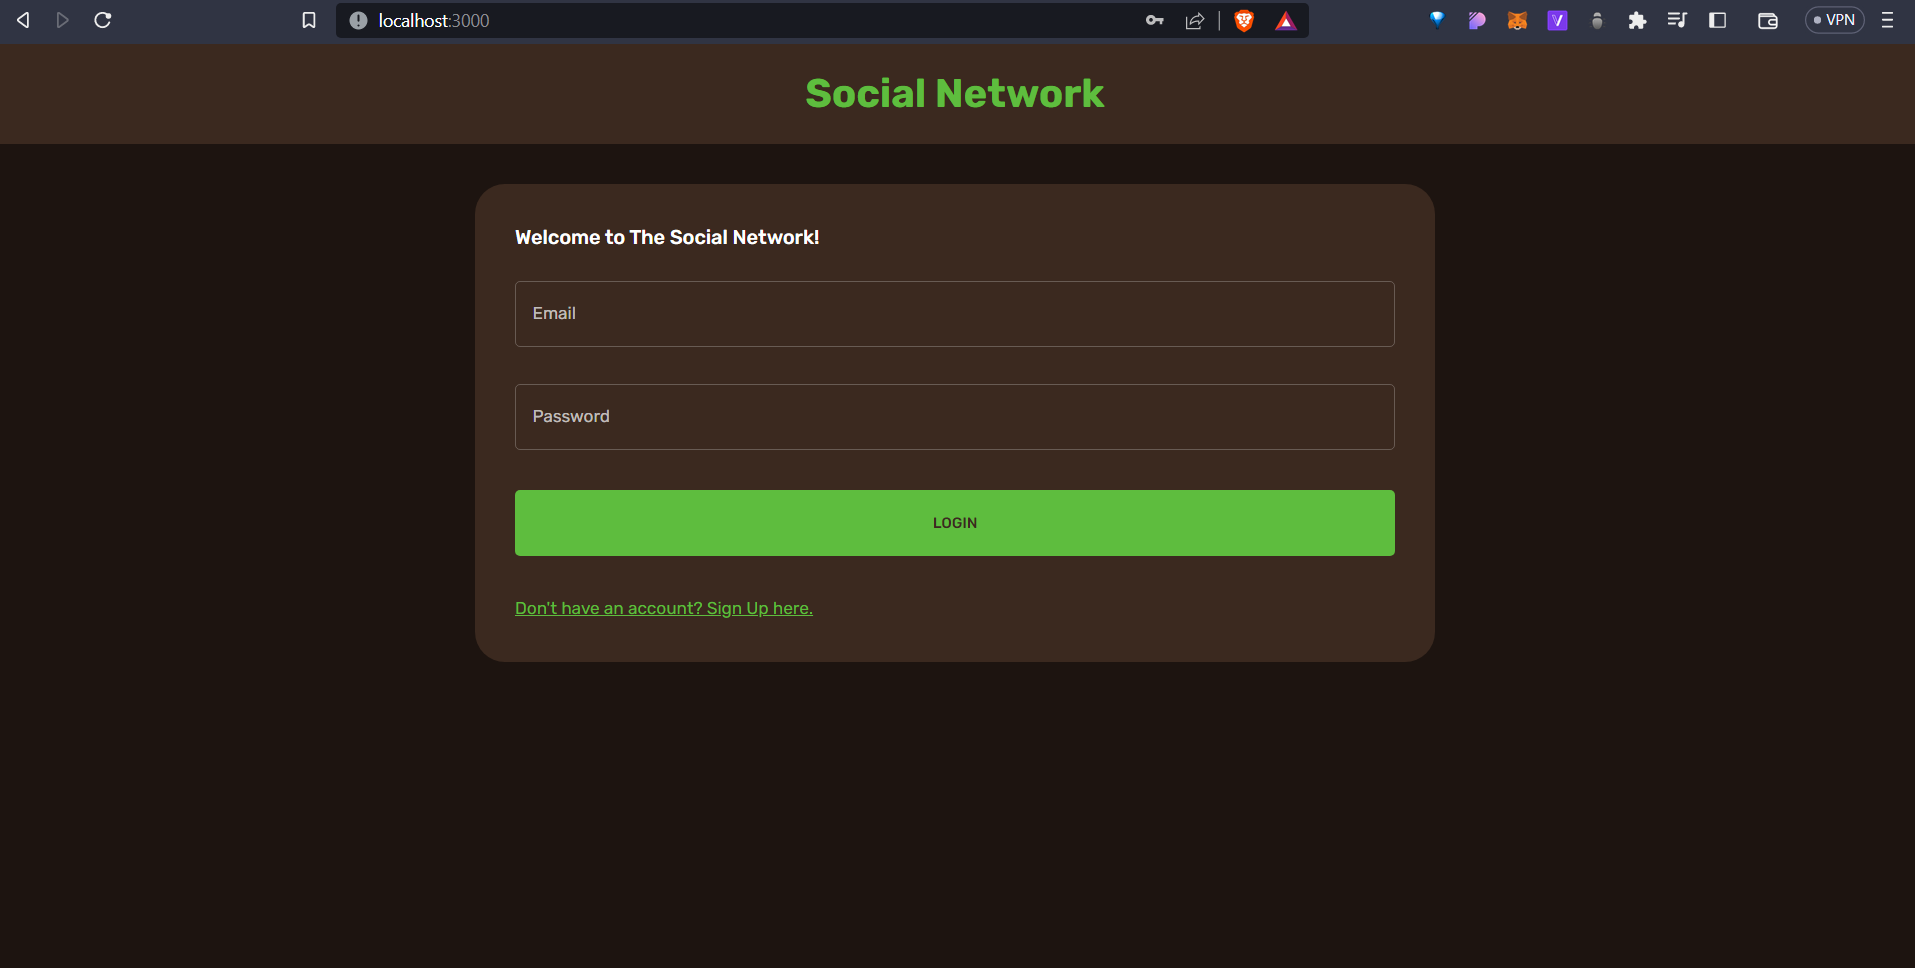 localhost:3000
VPN
Social Network
Welcome to The Social Network!
Email
Password
LOGIN
Don't have an account? Sign Up here.